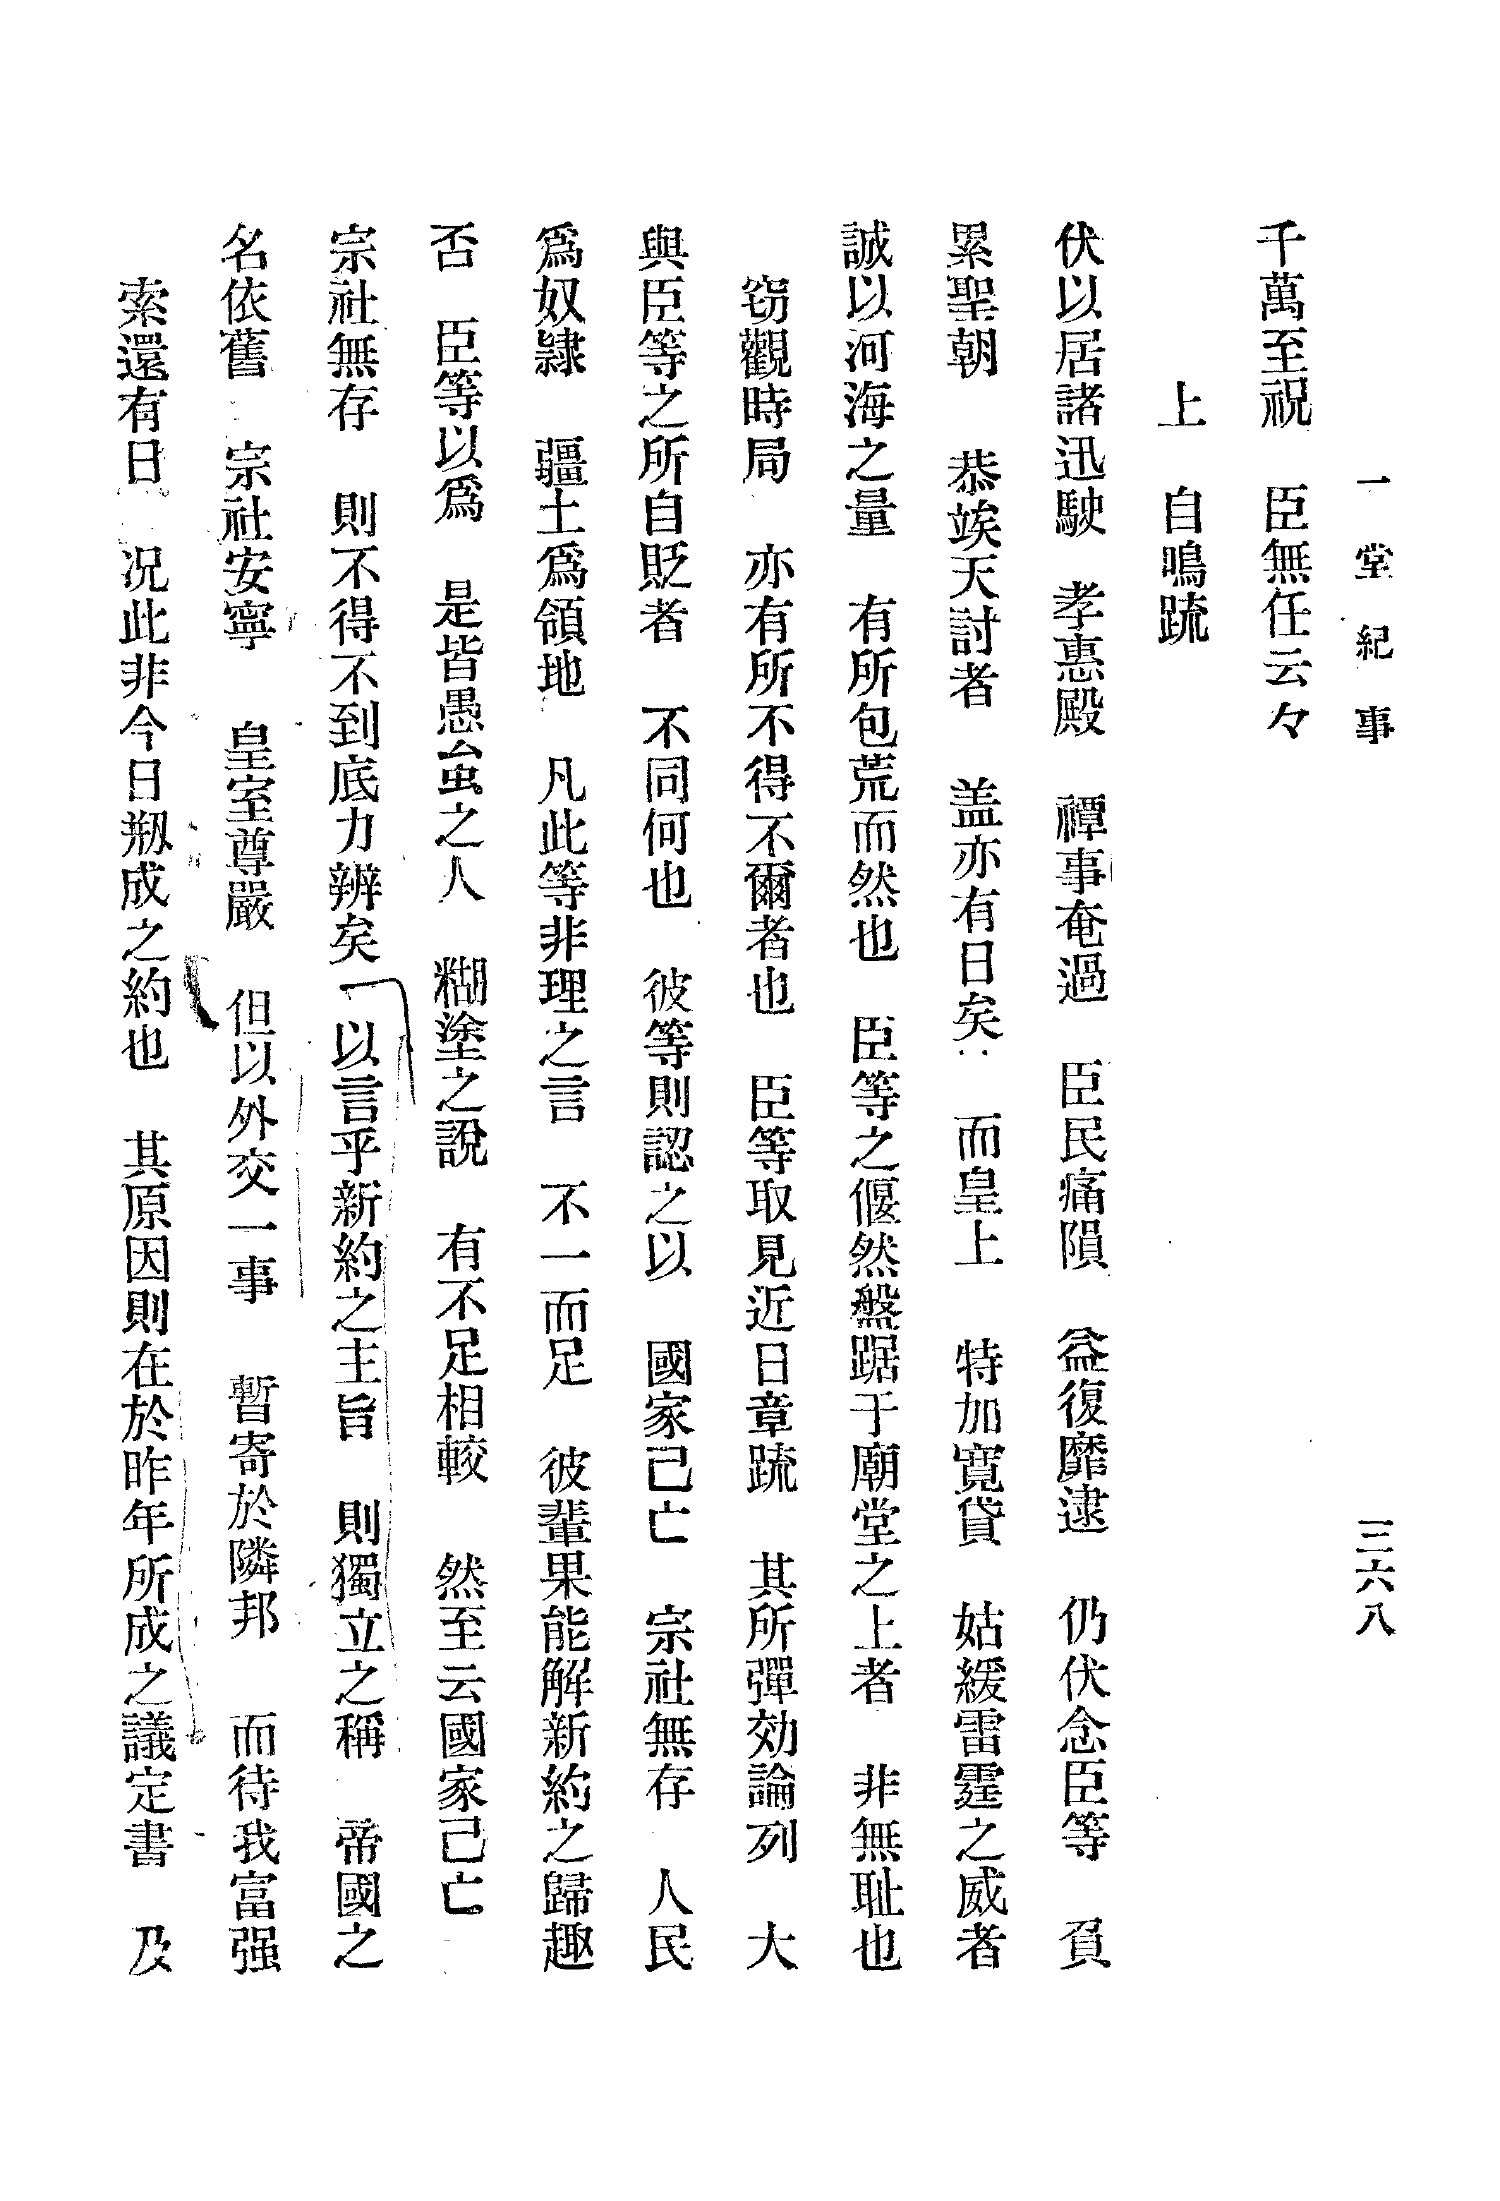 一堂紀事 三六八
千萬至祝 臣無任云々
上 自鳴疏
伏以居諸迅駛 孝惠殿 禫事奄過 臣民痛隕 益復靡逮 仍伏念臣等 負
累聖朝 恭竢天討者 盖亦有日矣 而皇上 特加寬貸 姑緩雷霆之威者
誠以河海之量 有所包荒而然也 臣等之偃然盤踞于廟堂之上者 非無耻也
窃觀時局 亦有所不得不爾者也 臣等取見近日章疏 其所彈効論列 大
與臣等之所自貶者 不同何也 彼等則認之以 國家己亡 宗社無存 人民
爲奴隷 疆土爲領地 凡此等非理之言 不一而足 彼輩果能解新約之歸趣
否 臣等以爲 是皆愚蚩之人 糊塗之說 有不足相較 然至云國家己亡
宗社無存 則不得不到底力辨矣 以言乎新約之主旨 則獨立之稱 帝國之
名依舊 宗社安寧 皇室尊嚴 但以外交一事 暫寄於隣邦 而待我富强
索還有日 况此非今日剏成之約也 其原因則在於昨年所成之議定書 及